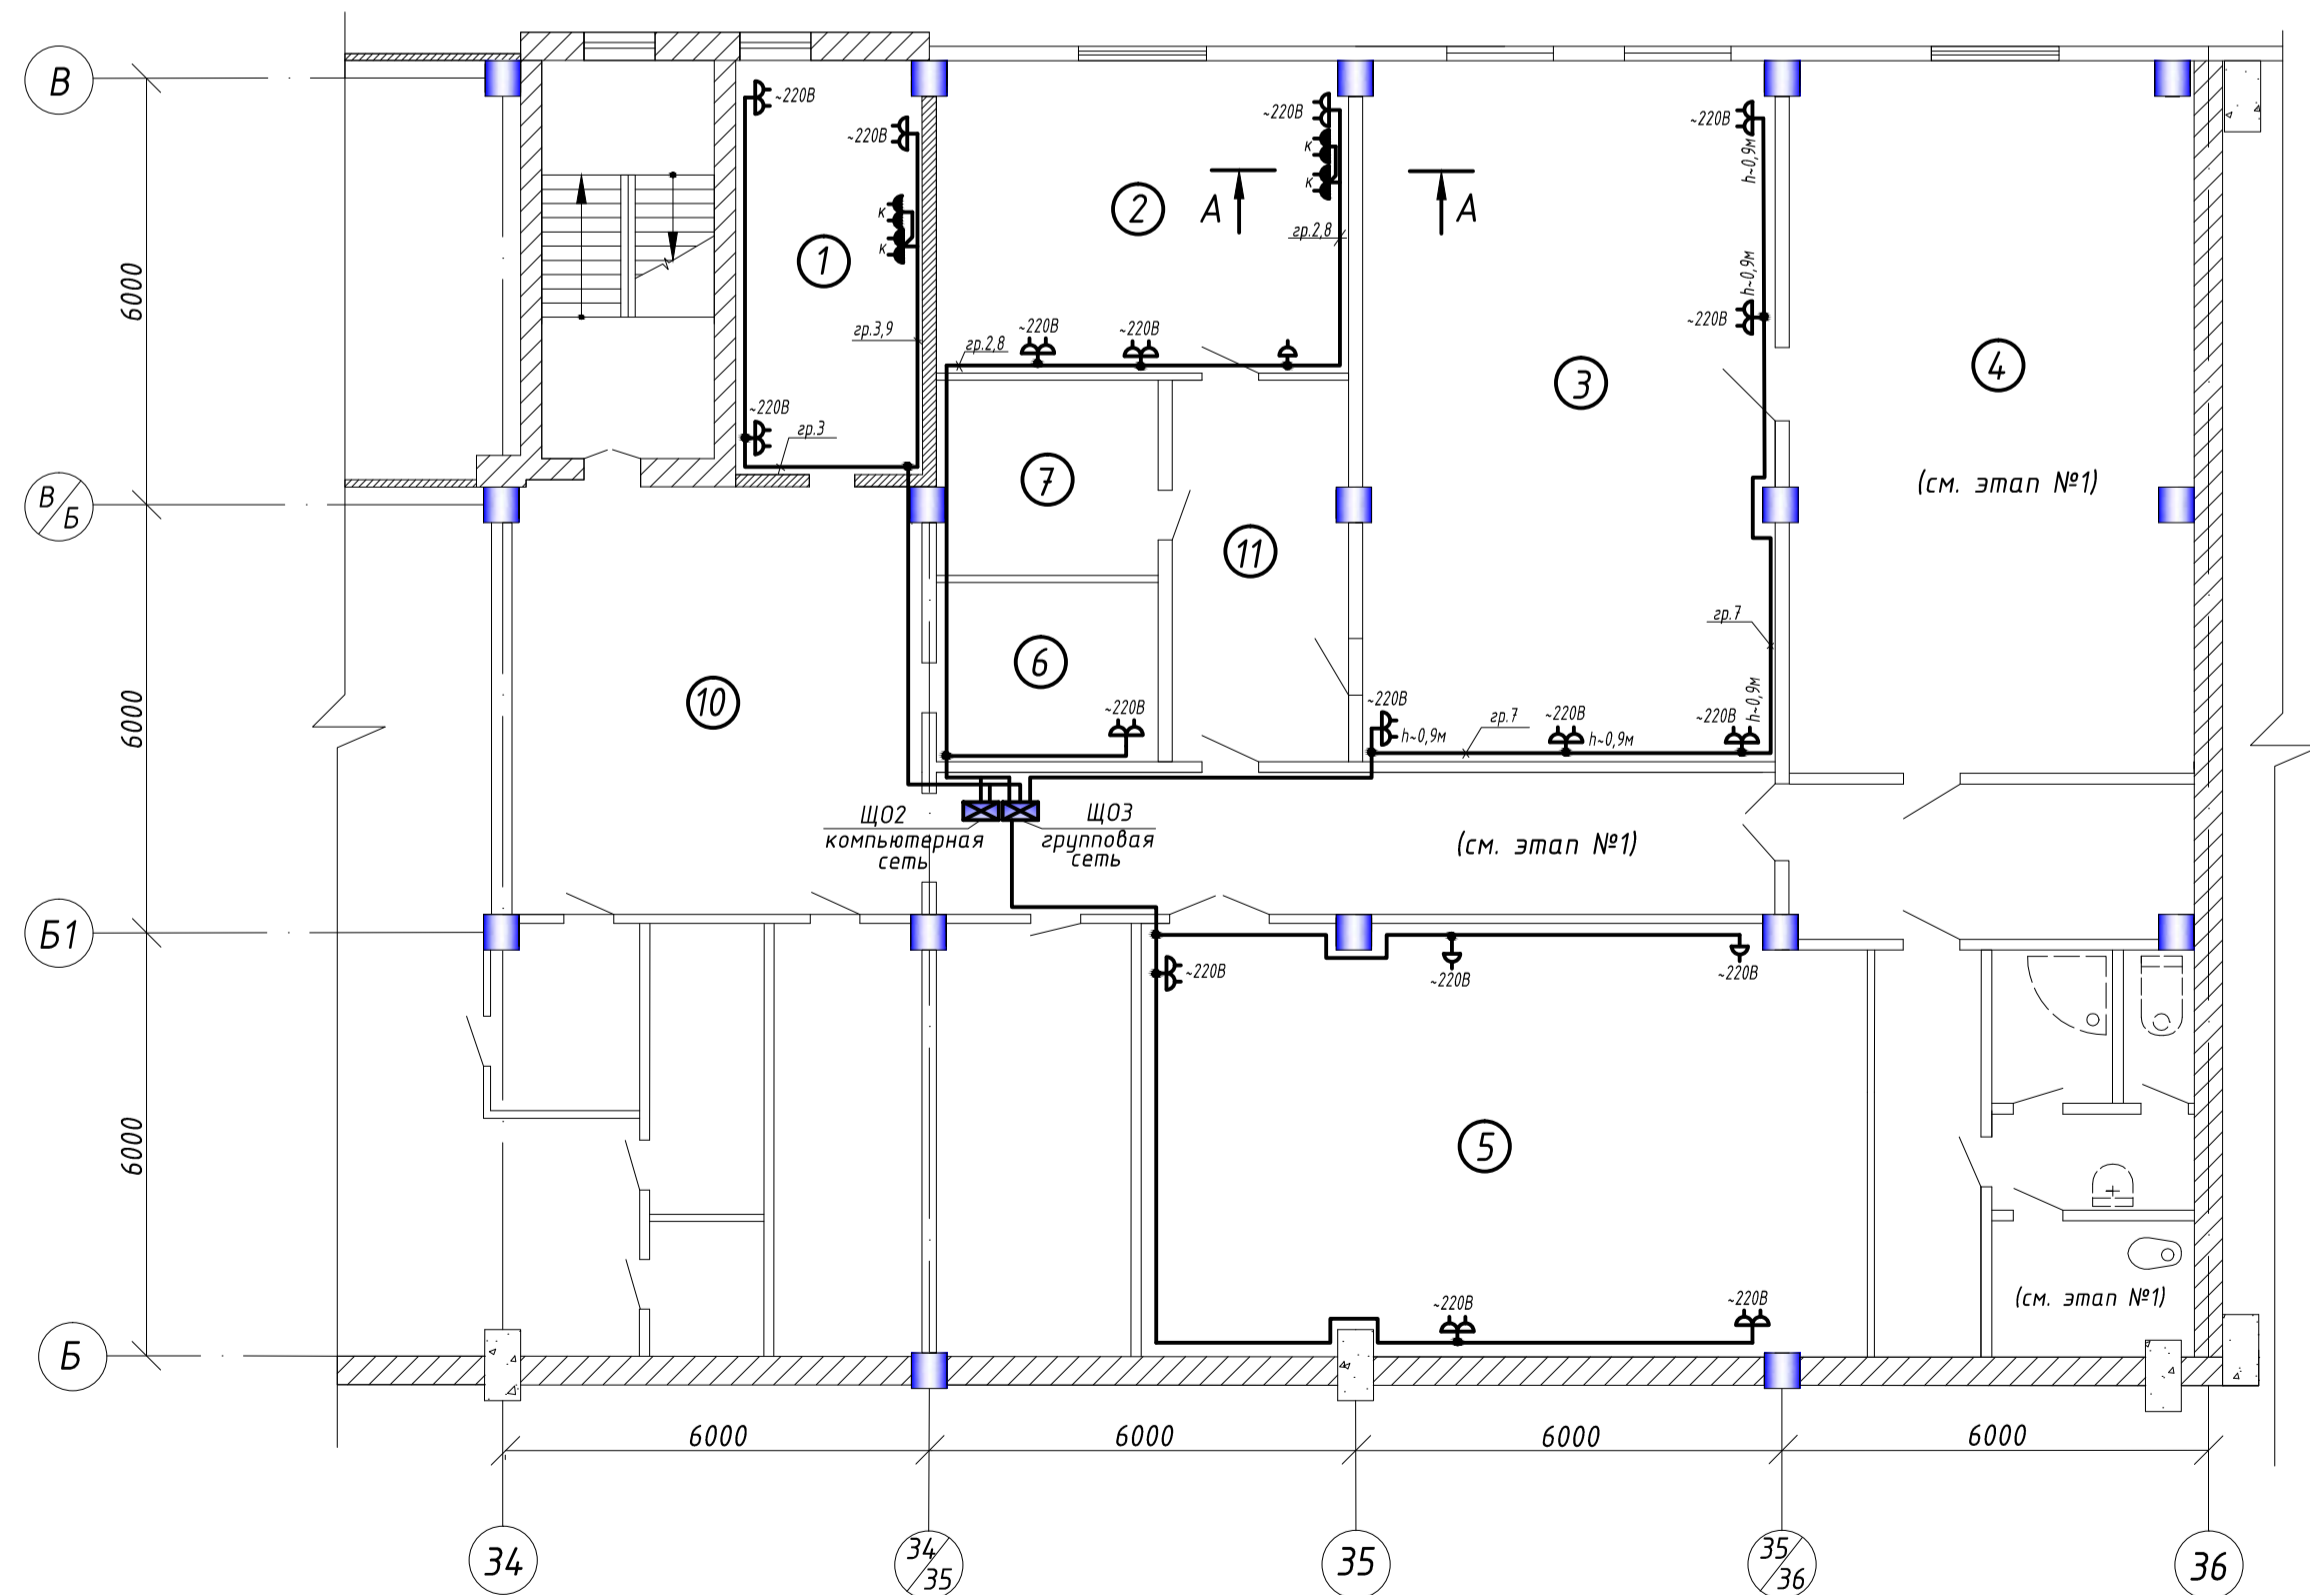 В
~220В
~220В
~220В
~220В
h~0,9м
к
к
2
А
А
к
к
гр.2,8
1
6000
h~0,9м
~220В
гр.3,9
гр.2,8
~220В
~220В
3
4
~220В
гр.3
7
(см. этап №1)
В/Б
11
гр.7
6
10
6000
~220В
~220В
h~0,9м
гр.7
~220В
h~0,9м
~220В
h~0,9м
ЩО2
компьютерная
сеть
ЩО3
групповая
сеть
(см. этап №1)
Б1
~220В
~220В
~220В
6000
5
~220В
~220В
(см. этап №1)
Б
6000
6000
6000
6000
34
34/35
35
35/36
36